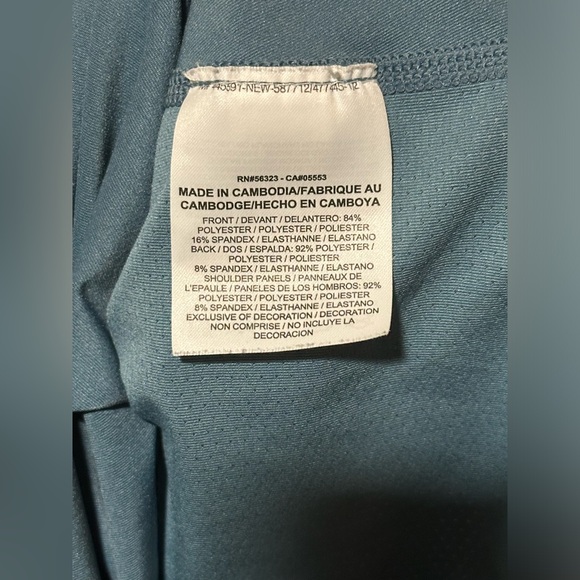 RN#56323 - CA#05553
MADE IN CAMBODIA/FABRIQUE AU
CAMBODGE/HECHO EN CAMBOYA
FRONT / DEVANT / DELANTERO: 84%
POLYESTER / POLYESTER / POLIESTER
16% SPANDEX / ELASTHANNE / ELASTANO
BACK / DOS / ESPALDA: 92% POLYESTER /
POLYESTER / POLIESTER
8% SPANDEX / ELASTHANNE / ELASTANO
SHOULDER PANELS / PANNEAUX DE
L'EPAULE / PANELES DE LOS HOMBROS: 92%
POLYESTER / POLYESTER / POLIESTER
8% SPANDEX / ELASTHANNE / ELASTANO
EXCLUSIVE OF DECORATION / DECORATION
NON COMPRISE / NO INCLUYE LA
DECORACION